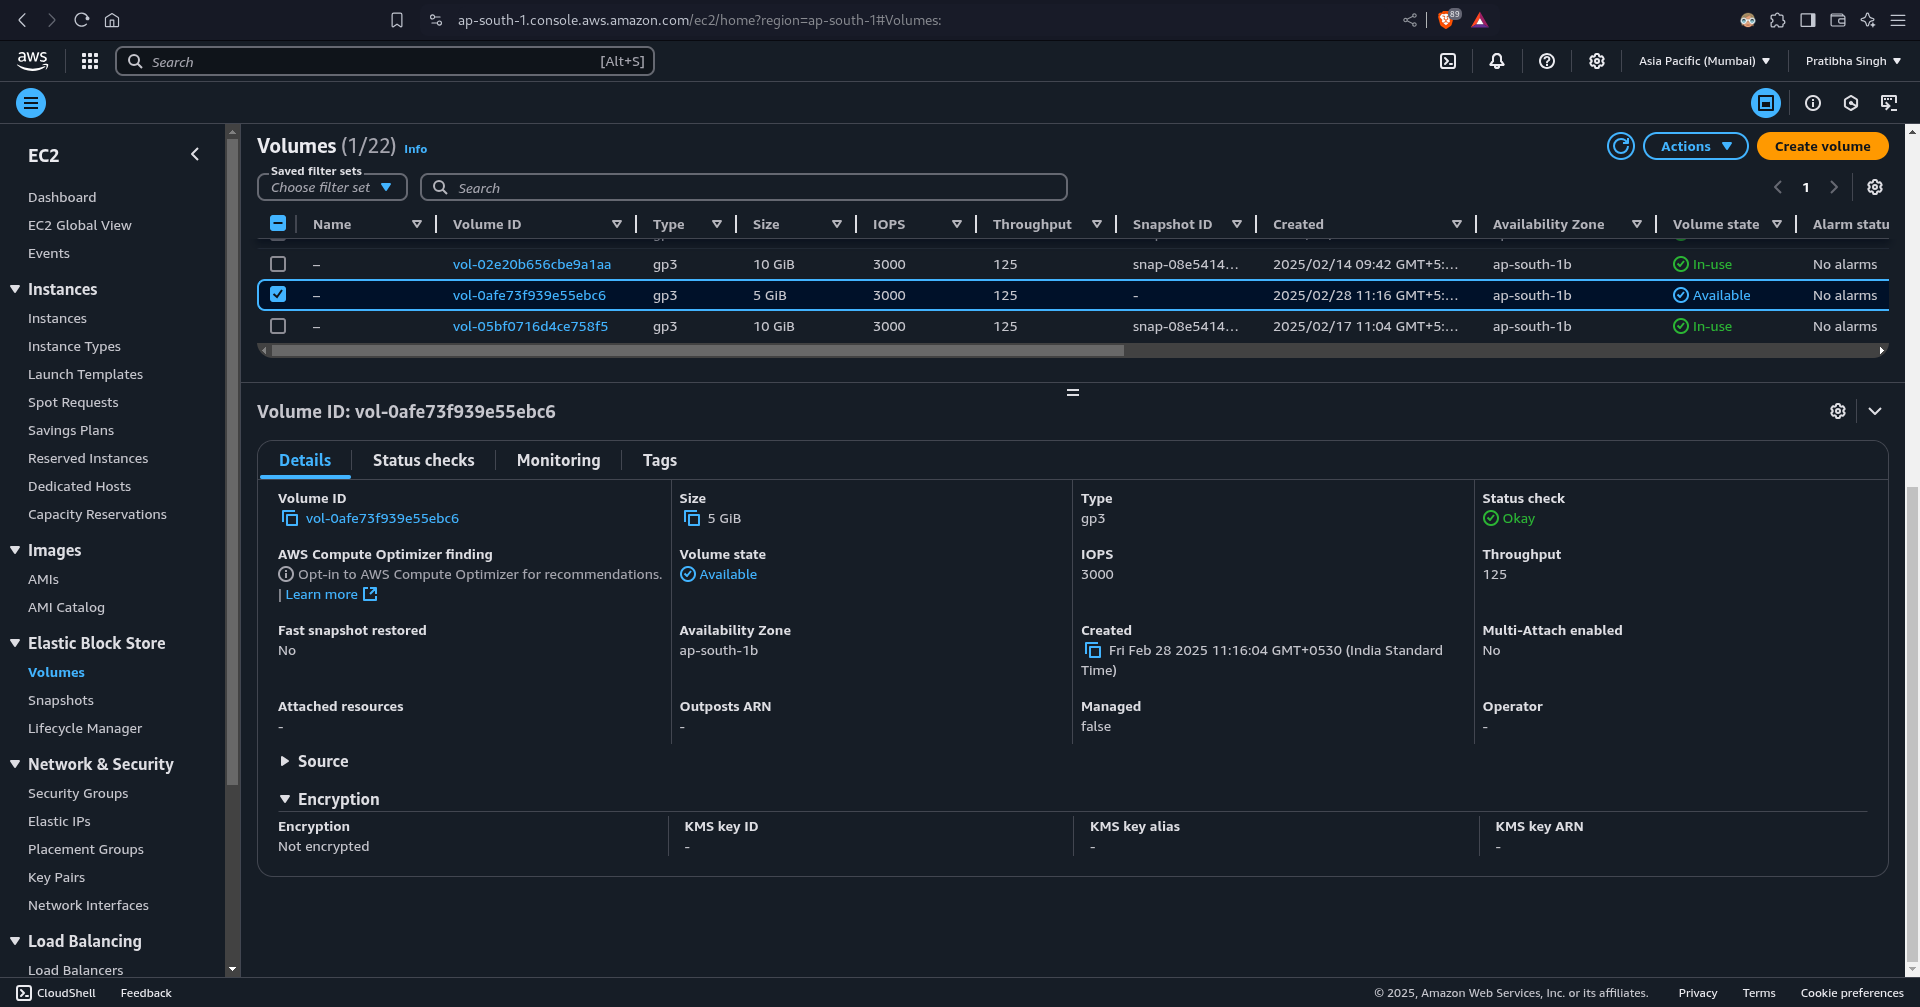 ap-south-1.console.aws.amazon.com/ec2/home?region=ap-south-1#Volumes:
89
aws
Search
[Alt+S]
Asia Pacific (Mumbai)
Pratibha Singh
EC2
Dashboard
EC2 Global View
Events
Instances
Instances
Instance Types
Launch Templates
Spot Requests
Savings Plans
Reserved Instances
Dedicated Hosts
Capacity Reservations
Images
AMIs
AMI Catalog
Elastic Block Store
Volumes
Snapshots
Lifecycle Manager
Network & Security
Security Groups
Elastic IPs
Placement Groups
Key Pairs
Network Interfaces
Load Balancing
Load Balancers
Volumes (1/22) Info
Actions
Create volume
Saved filter sets
Choose filter set
Search
1
Name Volume ID Type Size IOPS Throughput Snapshot ID Created Availability Zone Volume state Alarm statu
– vol-02e20b656cbe9a1aa gp3 10 GiB 3000 125 snap-08e5414... 2025/02/14 09:42 GMT+5:... ap-south-1b In-use No alarms
– vol-0afe73f939e55ebc6 gp3 5 GiB 3000 125 - 2025/02/28 11:16 GMT+5:... ap-south-1b Available No alarms
– vol-05bf0716d4ce758f5 gp3 10 GiB 3000 125 snap-08e5414... 2025/02/17 11:04 GMT+5:... ap-south-1b In-use No alarms
Volume ID: vol-0afe73f939e55ebc6
Details Status checks Monitoring Tags
Volume ID
vol-0afe73f939e55ebc6
Size
5 GiB
Type
gp3
Status check
Okay
AWS Compute Optimizer finding
Opt-in to AWS Compute Optimizer for recommendations.
| Learn more
Volume state
Available
IOPS
3000
Throughput
125
Fast snapshot restored
No
Availability Zone
ap-south-1b
Created
Fri Feb 28 2025 11:16:04 GMT+0530 (India Standard
Time)
Multi-Attach enabled
No
Attached resources
-
Outposts ARN
-
Managed
false
Operator
-
Source
Encryption
Encryption
Not encrypted
KMS key ID
-
KMS key alias
-
KMS key ARN
-
CloudShell Feedback
© 2025, Amazon Web Services, Inc. or its affiliates. Privacy Terms Cookie preferences